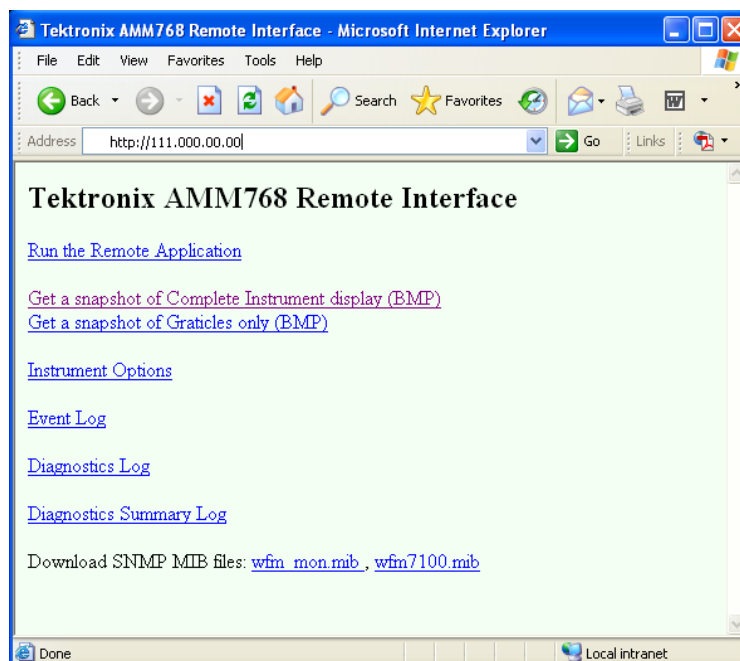 Tektronix AMM768 Remote Interface - Microsoft Internet Explorer
File Edit View Favorites Tools Help
Back Search Favorites
Address http://111.000.00.00 Go Links
Tektronix AMM768 Remote Interface
Run the Remote Application
Get a snapshot of Complete Instrument display (BMP)
Get a snapshot of Graticles only (BMP)
Instrument Options
Event Log
Diagnostics Log
Diagnostics Summary Log
Download SNMP MIB files: wfm_mon.mib , wfm7100.mib
Done Local intranet